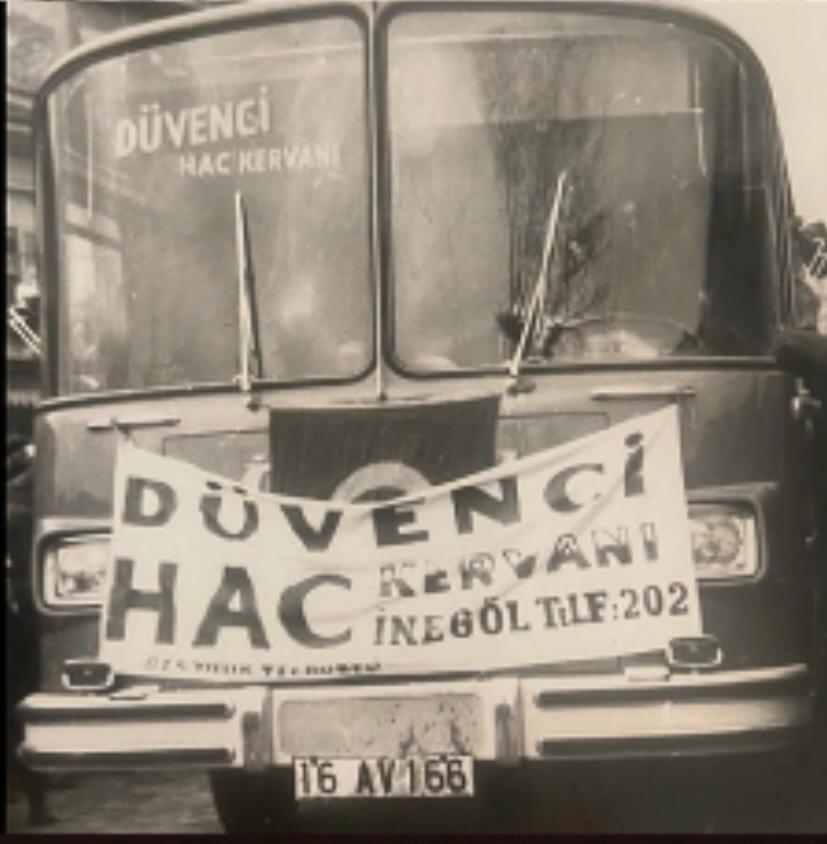 DÜVENCİ
HAC KERVANI
DÜVENCİ
HAC KERVANI
İNEGÖL TLF:202
16 AV 166